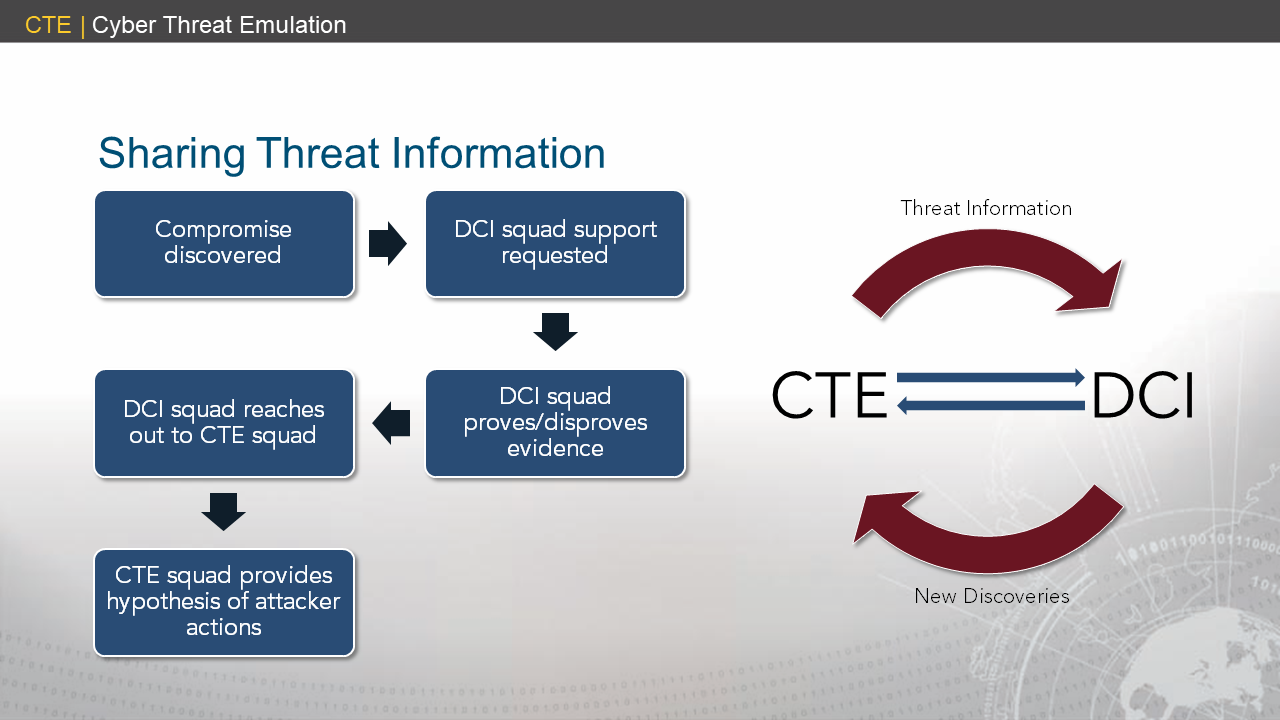 CTE | Cyber Threat Emulation
Sharing Threat Information
Compromise
discovered
DCI squad support
requested
DCI squad
proves/disproves
evidence
DCI squad reaches
out to CTE squad
CTE squad provides
hypothesis of attacker
actions
Threat Information
CTE
DCI
New Discoveries